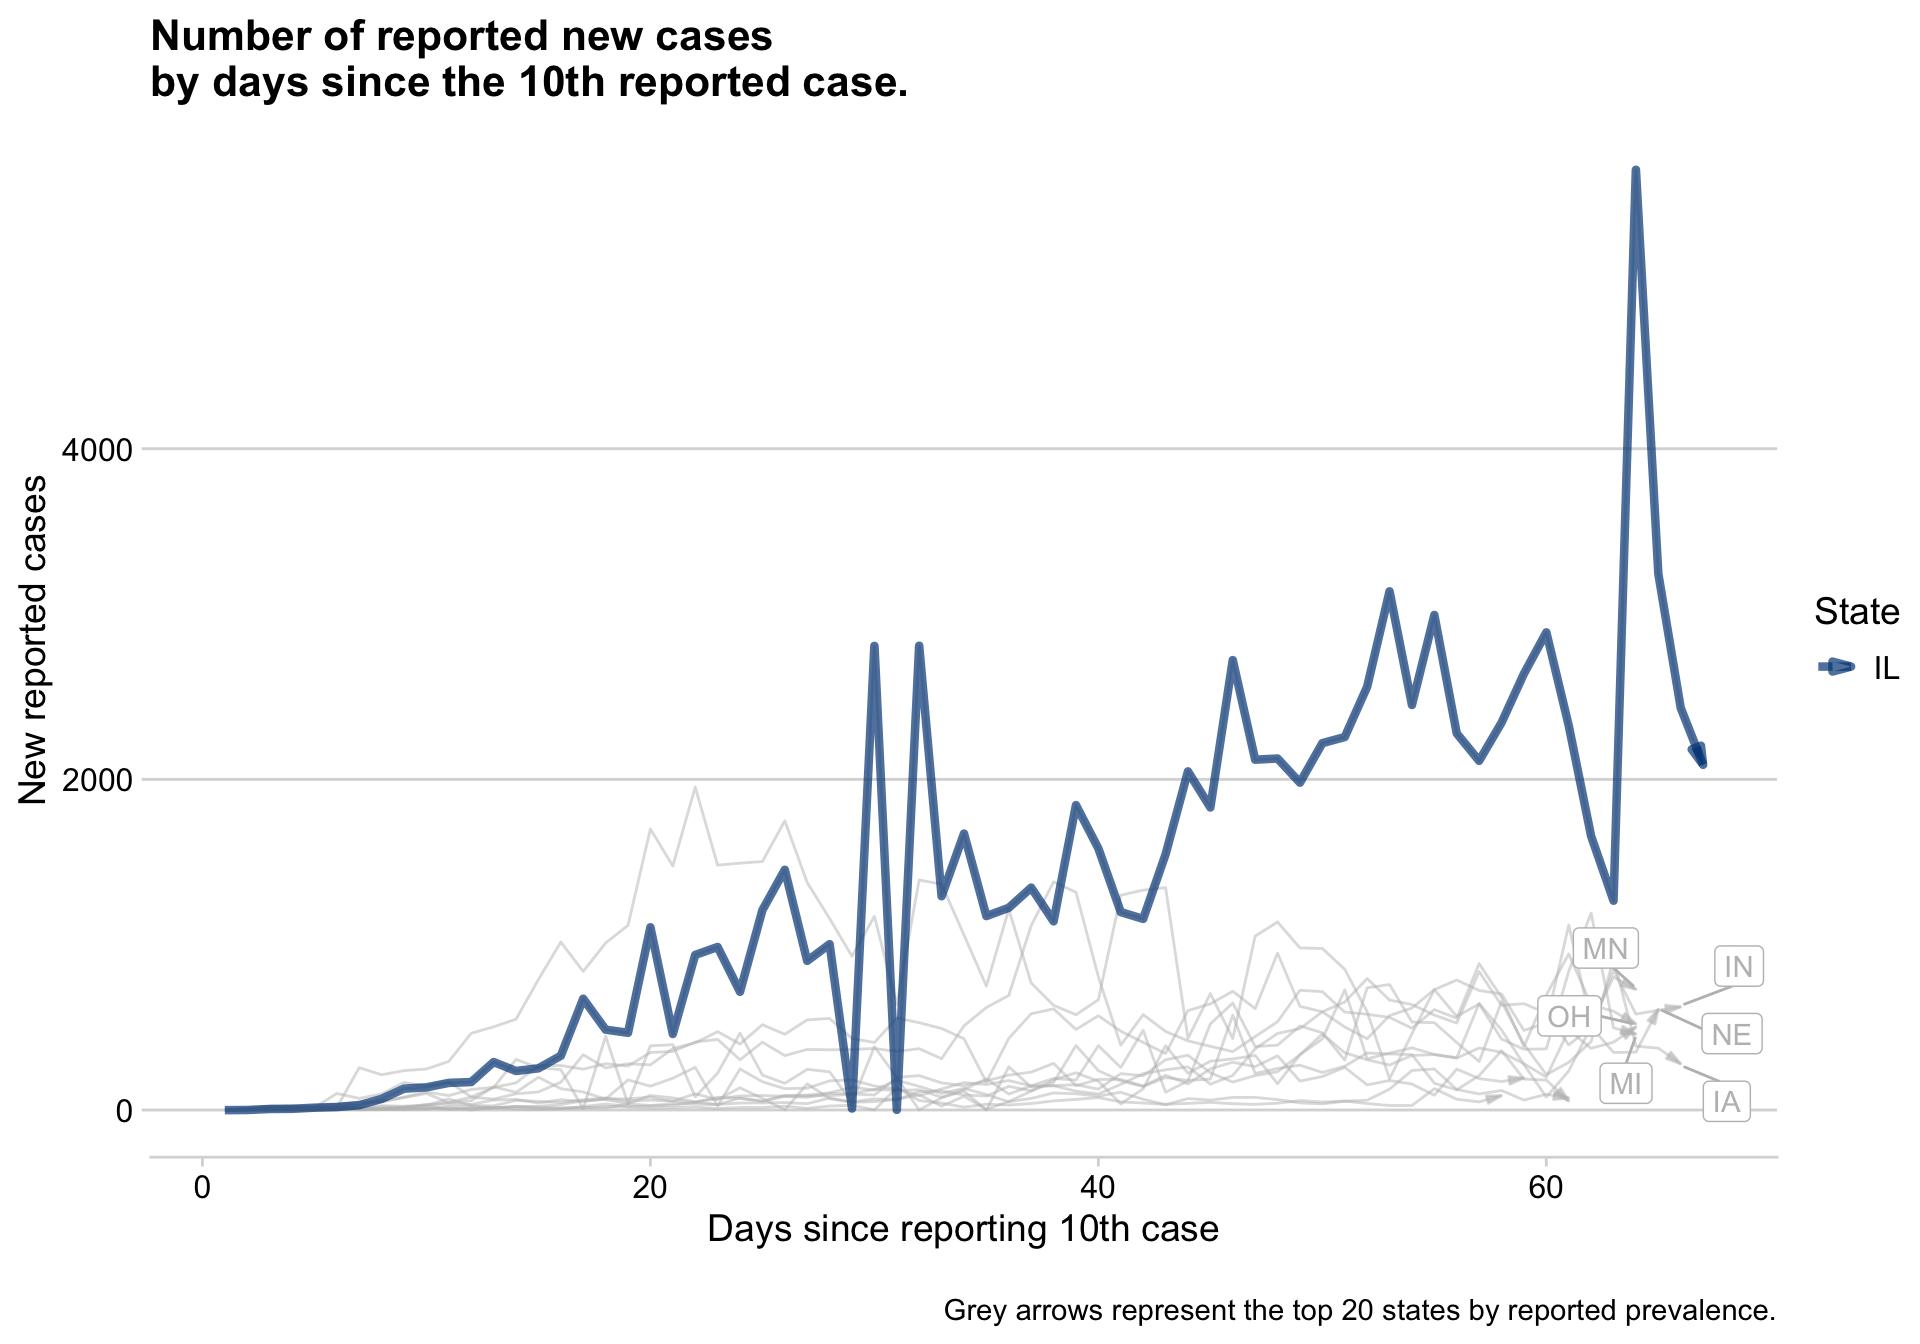 Number of reported new cases
by days since the 10th reported case.
4000
2000
0
New reported cases
0
20
40
60
Days since reporting 10th case
MN
IN
OH
NE
MI
IA
State
IL
Grey arrows represent the top 20 states by reported prevalence.